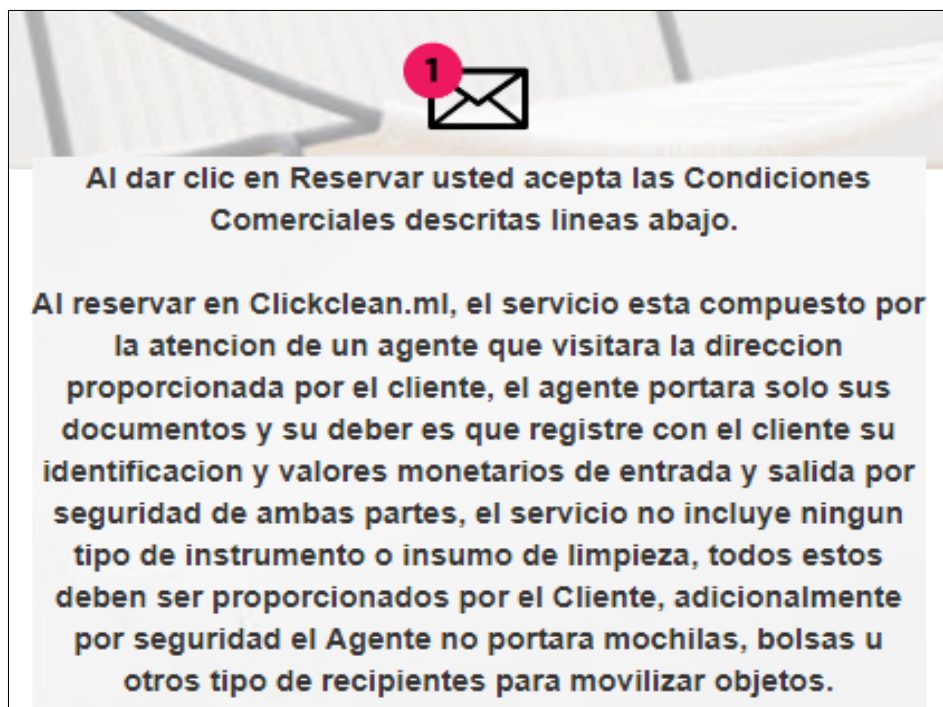 1
Al dar clic en Reservar usted acepta las Condiciones
Comerciales descritas lineas abajo.
Al reservar en Clickclean.ml, el servicio esta compuesto por
la atencion de un agente que visitara la direccion
proporcionada por el cliente, el agente portara solo sus
documentos y su deber es que registre con el cliente su
identificacion y valores monetarios de entrada y salida por
seguridad de ambas partes, el servicio no incluye ningun
tipo de instrumento o insumo de limpieza, todos estos
deben ser proporcionados por el Cliente, adicionalmente
por seguridad el Agente no portara mochilas, bolsas u
otros tipo de recipientes para movilizar objetos.